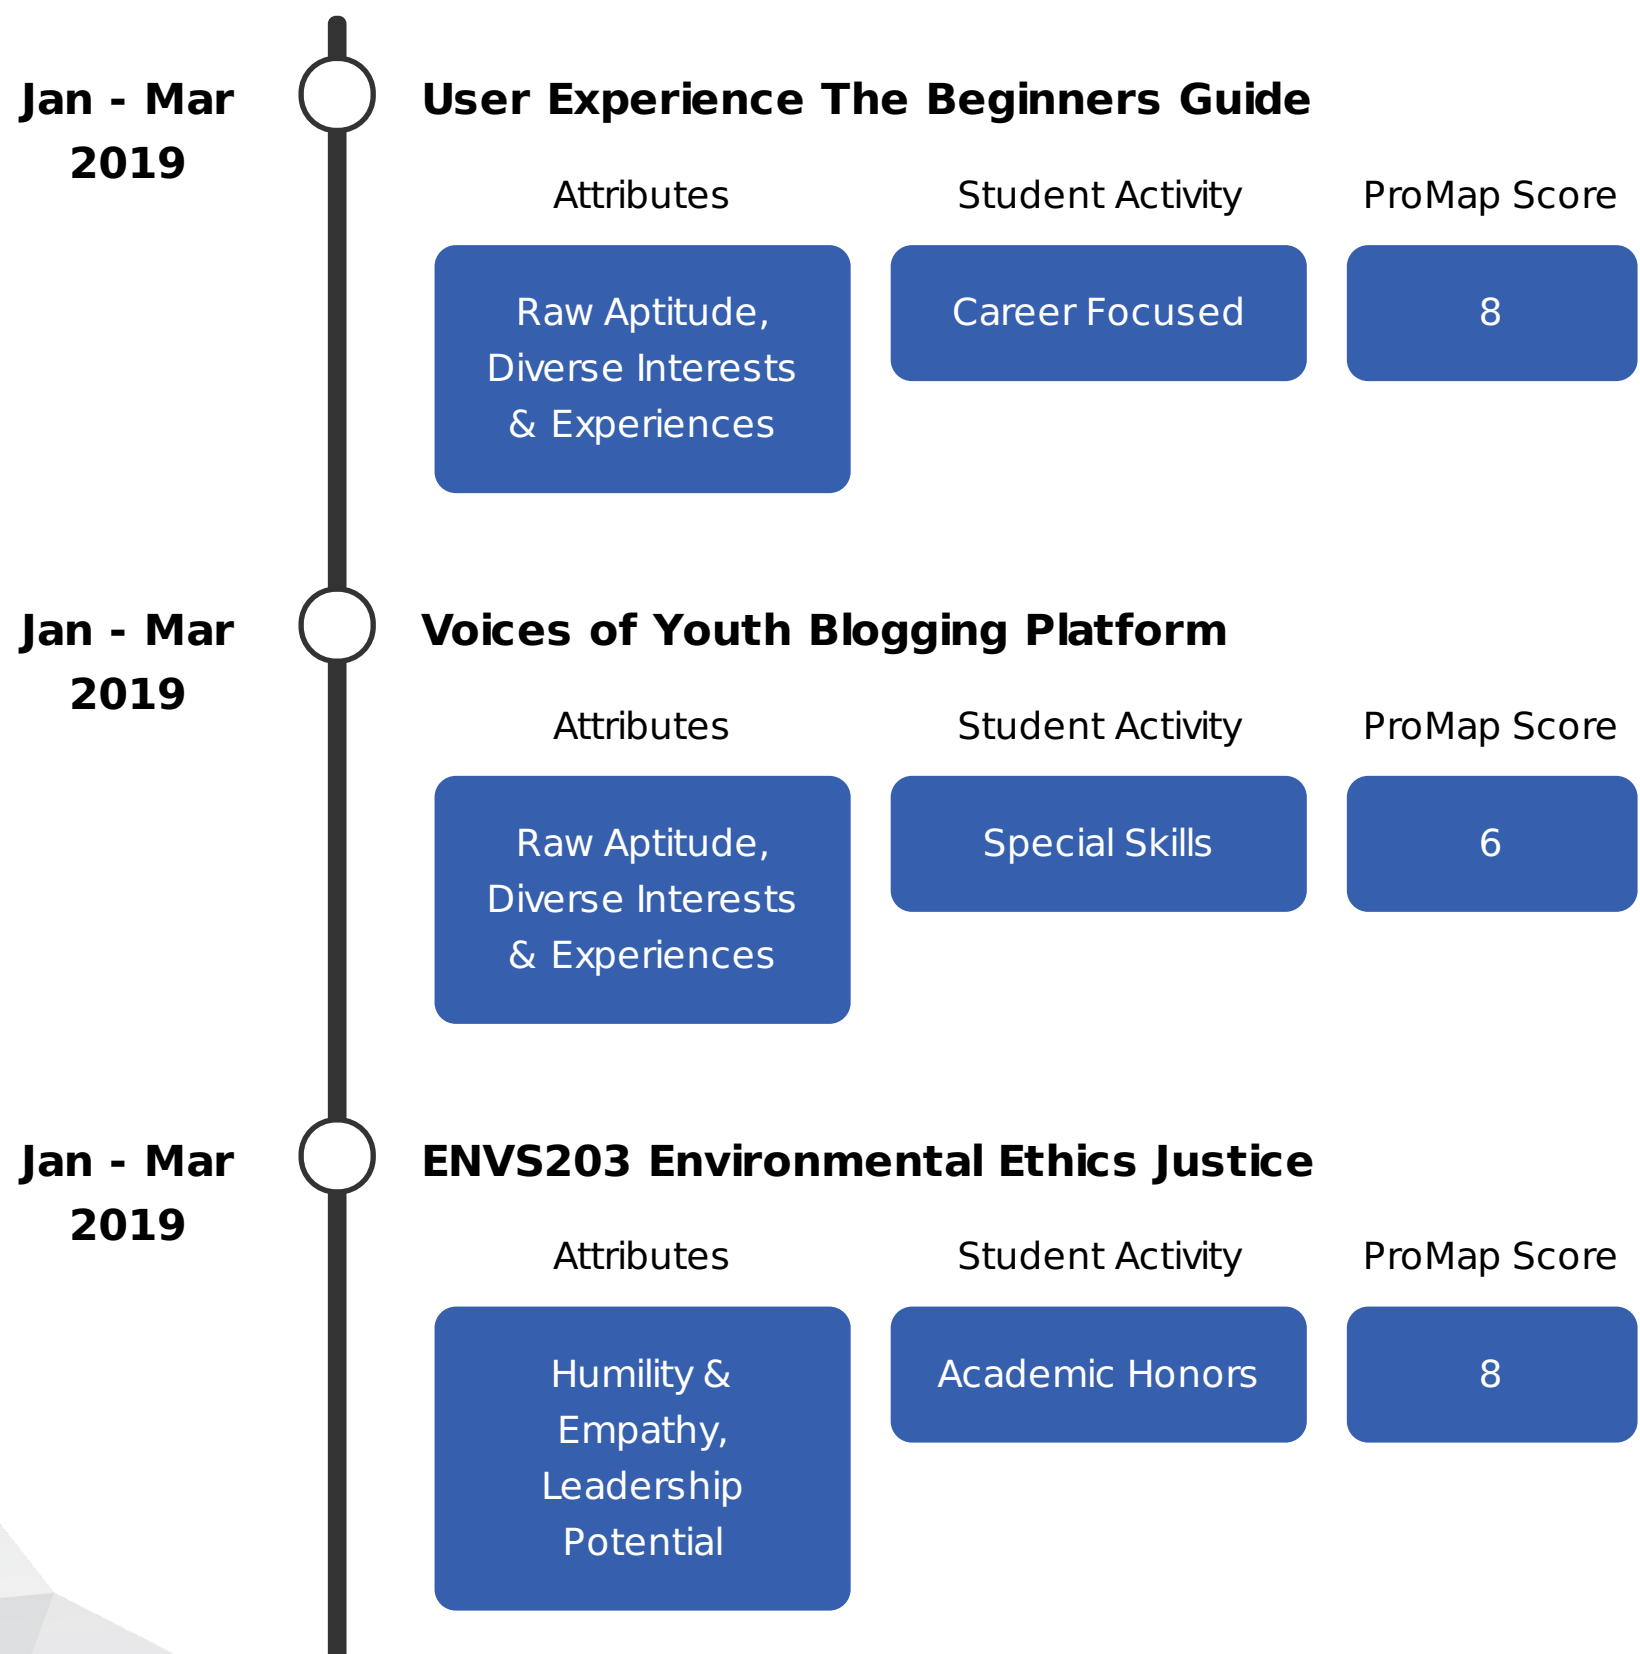 Jan - Mar
2019
User Experience The Beginners Guide
Attributes
Student Activity
ProMap Score
Raw Aptitude,
Diverse Interests
& Experiences
Career Focused
8
Jan - Mar
2019
Voices of Youth Blogging Platform
Attributes
Student Activity
ProMap Score
Raw Aptitude,
Diverse Interests
& Experiences
Special Skills
6
Jan - Mar
2019
ENVS203 Environmental Ethics Justice
Attributes
Student Activity
ProMap Score
Humility &
Empathy,
Leadership
Potential
Academic Honors
8